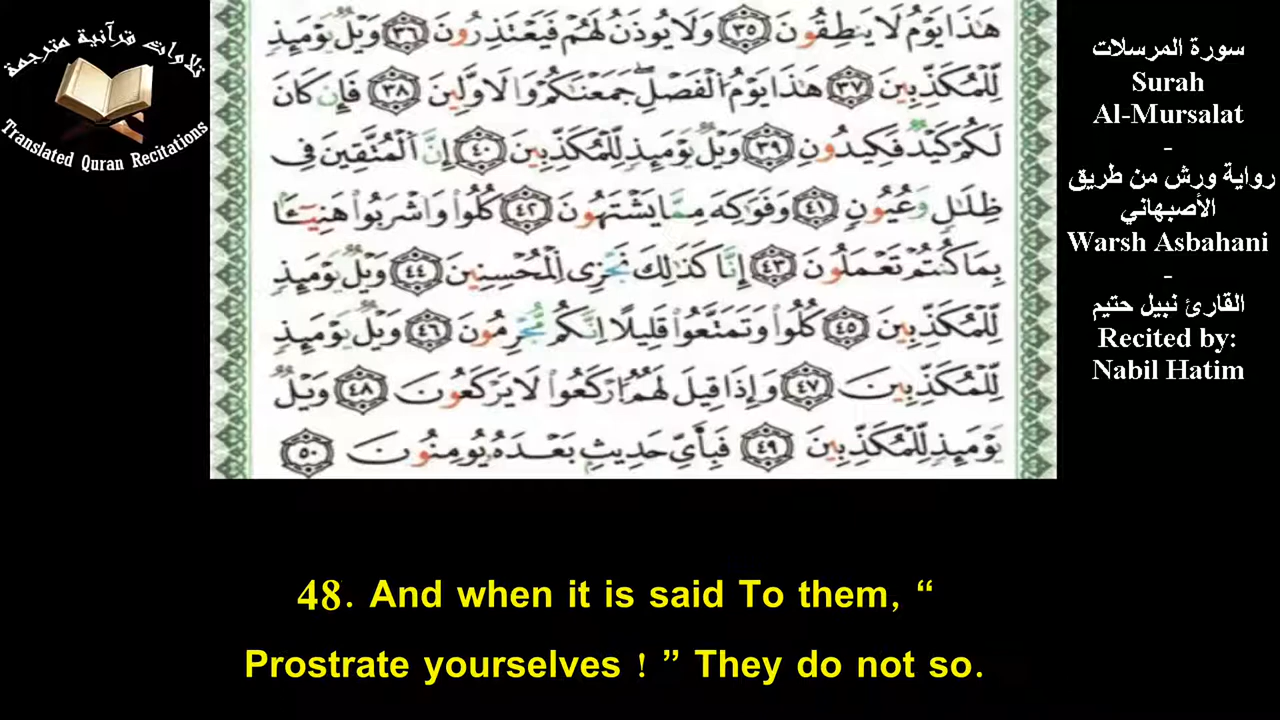 تلاوات قرآنية مترجمة
Translated Quran Recitations
هَٰذَا يَوْمُ لَا يَنطِقُونَ ٣٥ وَلَا يُوذَنُ لَهُمْ فَيَعْتَذِرُونَ ٣٦ وَيْلٌ يَوْمَئِذٍ
لِّلْمُكَذِّبِينَ ٣٧ هَٰذَا يَوْمُ الْفَصْلِ جَمَعْنَاكُمْ وَالَاوَّلِينَ ٣٨ فَإِن كَانَ
لَكُمْ كَيْدٌ فَكِيدُونِ ٣٩ وَيْلٌ يَوْمَئِذٍ لِّلْمُكَذِّبِينَ ٤٠ إِنَّ الْمُتَّقِينَ فِي
ظِلَالٍ وَعُيُونٍ ٤١ وَفَوَاكِهَ مِمَّا يَشْتَهُونَ ٤٢ كُلُوا وَاشْرَبُوا هَنِيئًا
بِمَا كُنتُمْ تَعْمَلُونَ ٤٣ إِنَّا كَذَٰلِكَ نَجْزِي الْمُحْسِنِينَ ٤٤ وَيْلٌ يَوْمَئِذٍ
لِّلْمُكَذِّبِينَ ٤٥ كُلُوا وَتَمَتَّعُوا قَلِيلًا إِنَّكُم مُّجْرِمُونَ ٤٦ وَيْلٌ يَوْمَئِذٍ
لِّلْمُكَذِّبِينَ ٤٧ وَإِذَا قِيلَ لَهُمُ ارْكَعُوا لَا يَرْكَعُونَ ٤٨ وَيْلٌ
يَوْمَئِذٍ لِّلْمُكَذِّبِينَ ٤٩ فَبِأَيِّ حَدِيثٍ بَعْدَهُ يُومِنُونَ ٥٠
سورة المرسلات
Surah
Al-Mursalat
-
رواية ورش من طريق
الأصبهاني
Warsh Asbahani
-
القارئ نبيل حتيم
Recited by:
Nabil Hatim
48. And when it is said To them, “
Prostrate yourselves ! ” They do not so.